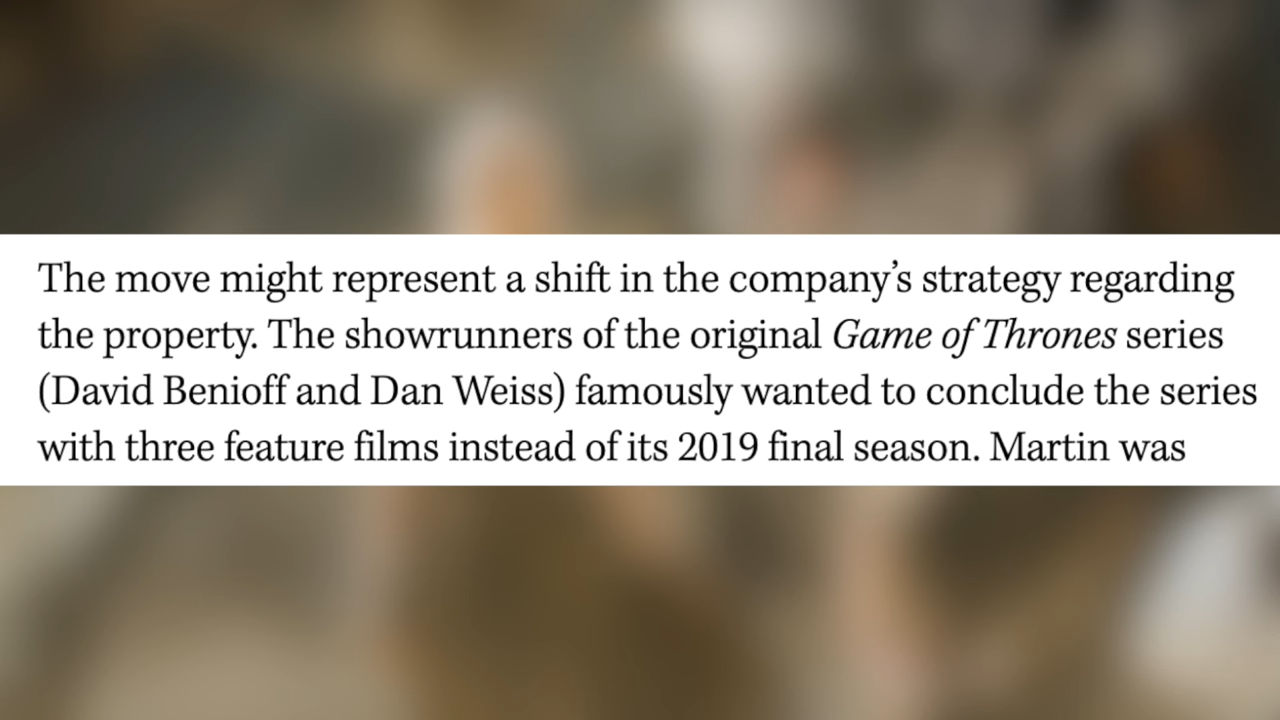 The move might represent a shift in the company’s strategy regarding
the property. The showrunners of the original Game of Thrones series
(David Benioff and Dan Weiss) famously wanted to conclude the series
with three feature films instead of its 2019 final season. Martin was